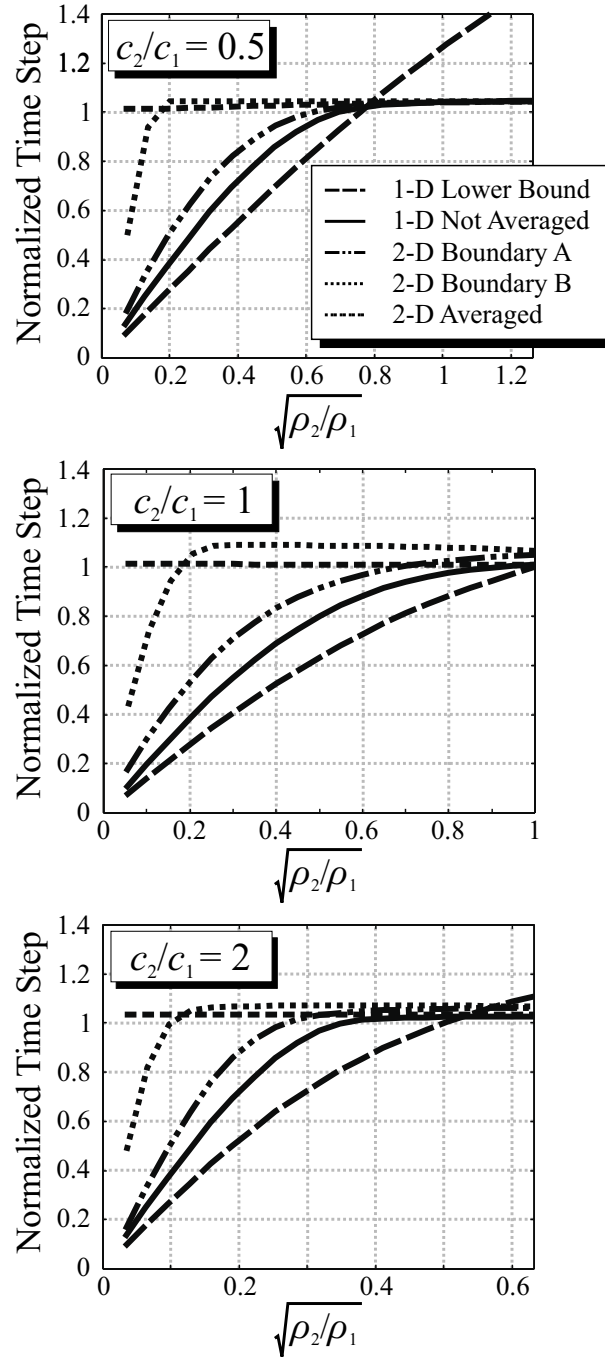 1.4
c₂/c₁ = 0.5
1.2
1
0.8
0.6
0.4
0.2
0
Normalized Time Step
1-D Lower Bound
1-D Not Averaged
2-D Boundary A
2-D Boundary B
2-D Averaged
0 0.2 0.4 0.6 0.8 1 1.2
√ρ₂/ρ₁
1.4
c₂/c₁ = 1
1.2
1
0.8
0.6
0.4
0.2
0
Normalized Time Step
0 0.2 0.4 0.6 0.8 1
√ρ₂/ρ₁
1.4
c₂/c₁ = 2
1.2
1
0.8
0.6
0.4
0.2
0
Normalized Time Step
0 0.2 0.4 0.6
√ρ₂/ρ₁